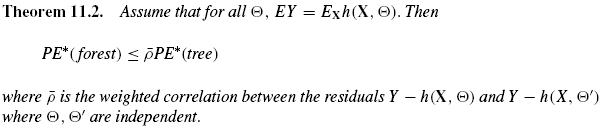 Theorem 11.2. Assume that for all Θ, EY = E_X h(X, Θ). Then
PE*(forest) ≤ ρ̄PE*(tree)
where ρ̄ is the weighted correlation between the residuals Y − h(X, Θ) and Y − h(X, Θ′)
where Θ, Θ′ are independent.